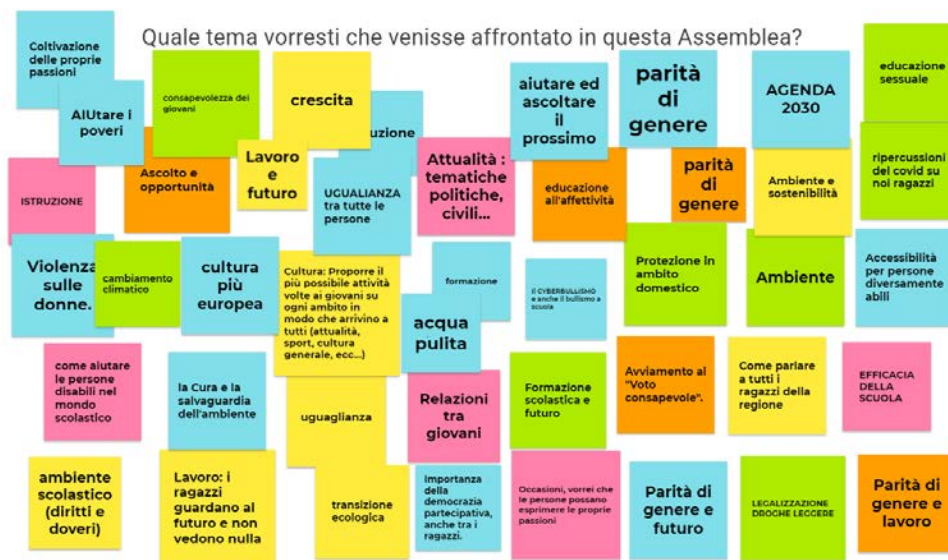 Quale tema vorresti che venisse affrontato in questa Assemblea?
Coltivazione
delle proprie
passioni
AIUtare i
poveri
consapevolezza dei
giovani
crescita
aiutare ed
ascoltare
il
prossimo
parità
di
genere
AGENDA
2030
educazione
sessuale
ISTRUZIONE
Ascolto e
opportunità
Lavoro
e
futuro
UGUALIANZA
tra tutte le
persone
Attualità :
tematiche
politiche,
civili...
educazione
all'affettività
parità
di
genere
Ambiente e
sostenibilità
ripercussioni
del covid su
noi ragazzi
Violenza
sulle
donne.
cambiamento
climatico
cultura
più
europea
Cultura: Proporre il
più possibile attività
volte ai giovani su
ogni ambito in
modo che arrivino a
tutti (attualità,
sport, cultura
generale, ecc...)
formazione
acqua
pulita
il CYBERBULLISMO
e anche il bullismo a
scuola
Protezione in
ambito
domestico
Ambiente
Accessibilità
per persone
diversamente
abili
come aiutare
le persone
disabili nel
mondo
scolastico
la Cura e la
salvaguardia
dell'ambiente
uguaglianza
Relazioni
tra
giovani
Formazione
scolastica e
futuro
Avviamento al
"Voto
consapevole".
Come parlare
a tutti i
ragazzi della
regione
EFFICACIA
DELLA
SCUOLA
ambiente
scolastico
(diritti e
doveri)
Lavoro: i
ragazzi
guardano al
futuro e non
vedono nulla
transizione
ecologica
Importanza
della
democrazia
partecipativa,
anche tra i
ragazzi.
Occasioni, vorrei che
le persone possano
esprimere le proprie
passioni
Parità di
genere e
futuro
LEGALIZZAZIONE
DROGHE LEGGERE
Parità di
genere e
lavoro